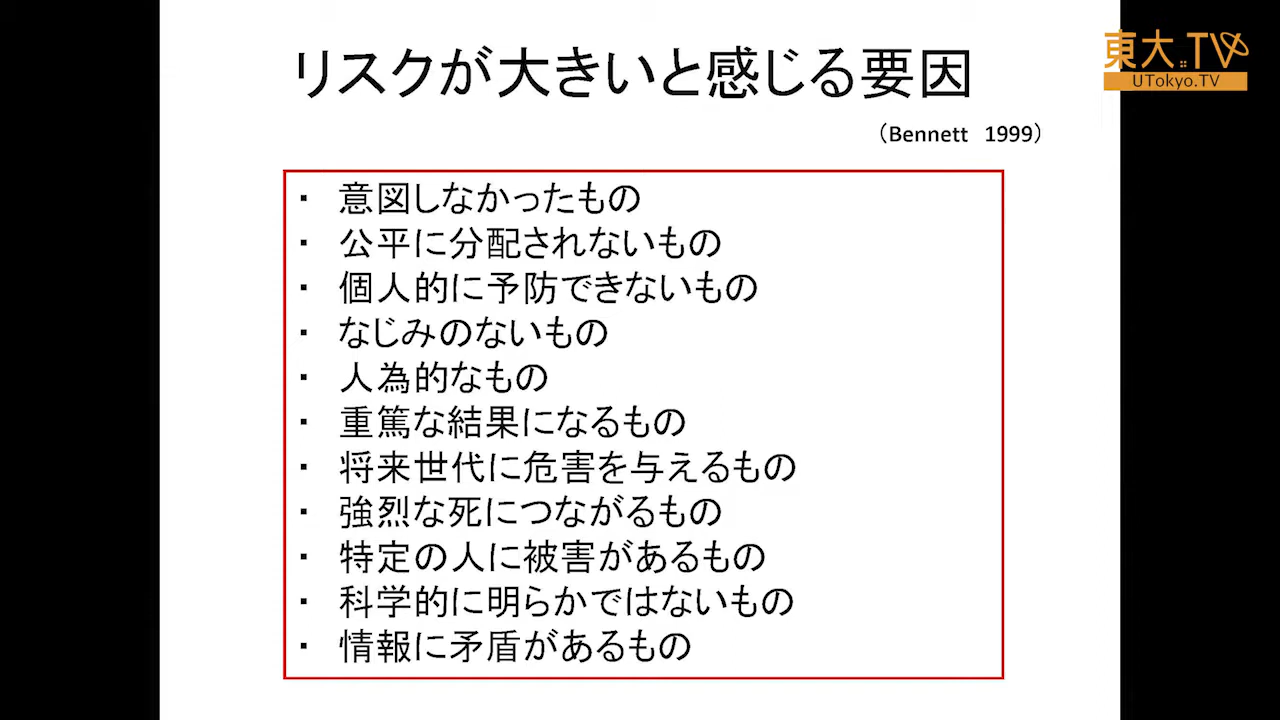 リスクが大きいと感じる要因
東大.:TV
UTokyo.TV
（Bennett 1999）
・ 意図しなかったもの
・ 公平に分配されないもの
・ 個人的に予防できないもの
・ なじみのないもの
・ 人為的なもの
・ 重篤な結果になるもの
・ 将来世代に危害を与えるもの
・ 強烈な死につながるもの
・ 特定の人に被害があるもの
・ 科学的に明らかではないもの
・ 情報に矛盾があるもの